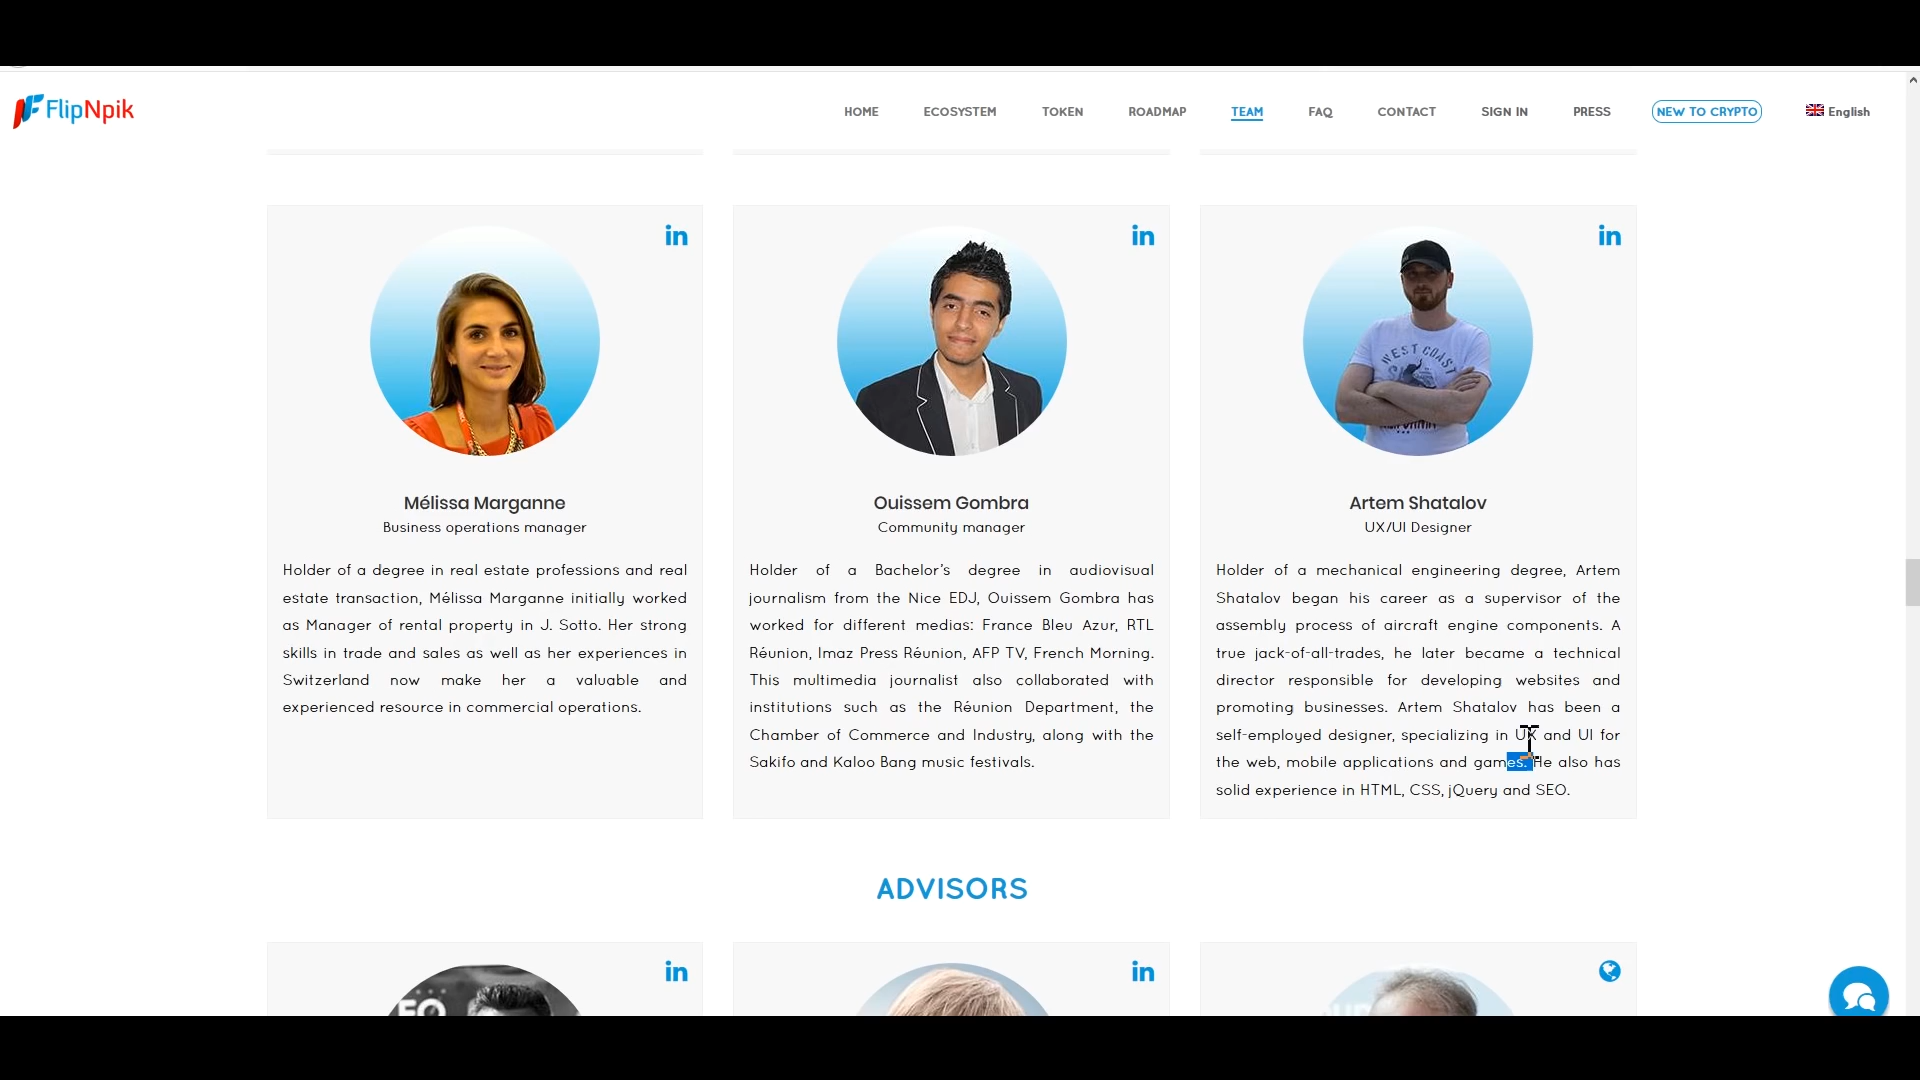 FlipNpik
HOME ECOSYSTEM TOKEN ROADMAP TEAM FAQ CONTACT SIGN IN PRESS NEW TO CRYPTO English
in in in
WEST COAST
Mélissa Marganne
Business operations manager
Holder of a degree in real estate professions and real
estate transaction, Mélissa Marganne initially worked
as Manager of rental property in J. Sotto. Her strong
skills in trade and sales as well as her experiences in
Switzerland now make her a valuable and
experienced resource in commercial operations.
Ouissem Gombra
Community manager
Holder of a Bachelor’s degree in audiovisual
journalism from the Nice EDJ, Ouissem Gombra has
worked for different medias: France Bleu Azur, RTL
Réunion, Imaz Press Réunion, AFP TV, French Morning.
This multimedia journalist also collaborated with
institutions such as the Réunion Department, the
Chamber of Commerce and Industry, along with the
Sakifo and Kaloo Bang music festivals.
Artem Shatalov
UX/UI Designer
Holder of a mechanical engineering degree, Artem
Shatalov began his career as a supervisor of the
assembly process of aircraft engine components. A
true jack-of-all-trades, he later became a technical
director responsible for developing websites and
promoting businesses. Artem Shatalov has been a
self-employed designer, specializing in UX and UI for
the web, mobile applications and games. He also has
solid experience in HTML, CSS, jQuery and SEO.
ADVISORS
in in